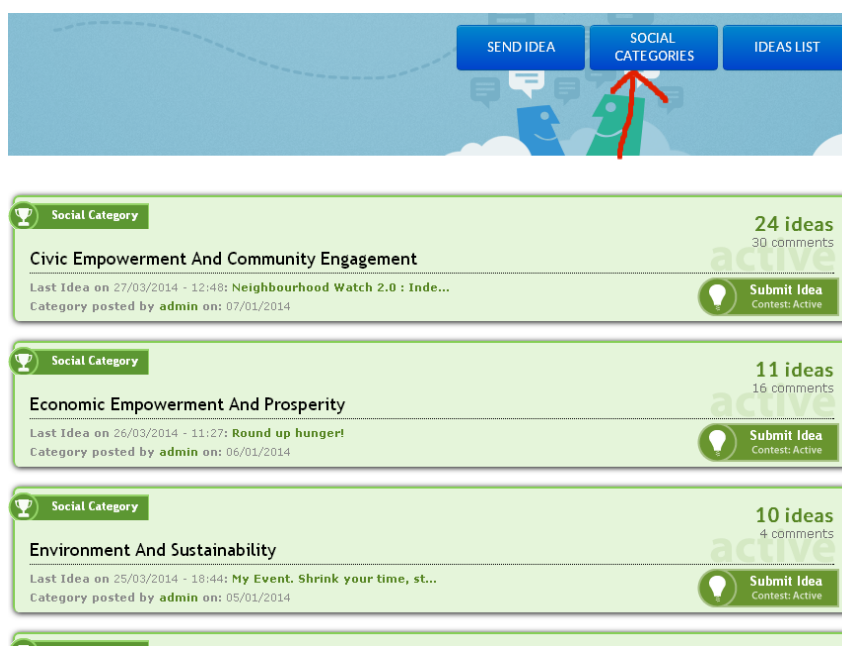 SEND IDEA
SOCIAL
CATEGORIES
IDEAS LIST
Social Category
24 ideas
30 comments
active
Civic Empowerment And Community Engagement
Last Idea on 27/03/2014 - 12:48: Neighbourhood Watch 2.0 : Inde...
Category posted by admin on: 07/01/2014
Submit Idea
Contest: Active
Social Category
11 ideas
16 comments
active
Economic Empowerment And Prosperity
Last Idea on 26/03/2014 - 11:27: Round up hunger!
Category posted by admin on: 06/01/2014
Submit Idea
Contest: Active
Social Category
10 ideas
4 comments
active
Environment And Sustainability
Last Idea on 25/03/2014 - 18:44: My Event. Shrink your time, st...
Category posted by admin on: 05/01/2014
Submit Idea
Contest: Active